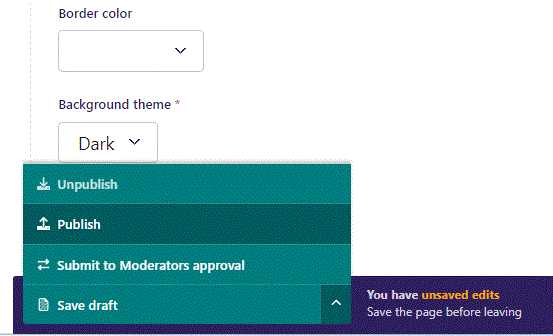 Border color
Background theme *
Dark
Unpublish
Publish
Submit to Moderators approval
Save draft
You have unsaved edits
Save the page before leaving